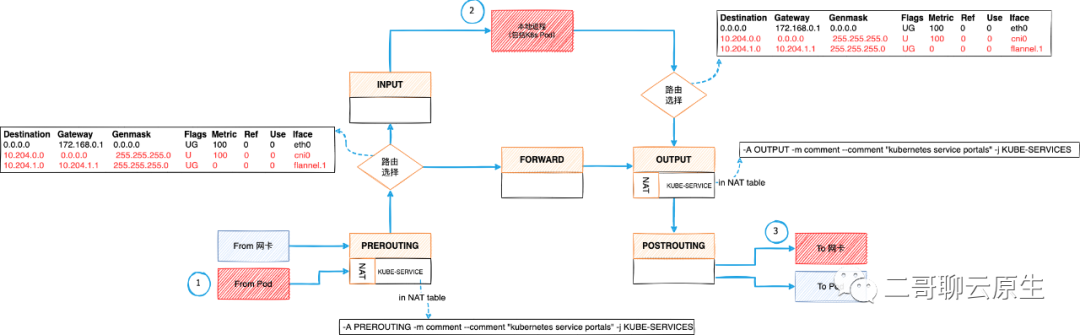 2
本地进程
(包括K8s Pod)
Destination Gateway Genmask Flags Metric Ref Use Iface
0.0.0.0 172.168.0.1 0.0.0.0 UG 100 0 0 eth0
10.204.0.0 0.0.0.0 255.255.255.0 U 100 0 0 cni0
10.204.1.0 10.204.1.1 255.255.255.0 UG 0 0 0 flannel.1
INPUT
路由
选择
Destination Gateway Genmask Flags Metric Ref Use Iface
0.0.0.0 172.168.0.1 0.0.0.0 UG 100 0 0 eth0
10.204.0.0 0.0.0.0 255.255.255.0 U 100 0 0 cni0
10.204.1.0 10.204.1.1 255.255.255.0 UG 0 0 0 flannel.1
路由
选择
FORWARD
OUTPUT
NAT
KUBE-SERVICE
in NAT table
-A OUTPUT -m comment --comment "kubernetes service portals" -j KUBE-SERVICES
From 网卡
1
From Pod
PREROUTING
NAT
KUBE-SERVICE
in NAT table
-A PREROUTING -m comment --comment "kubernetes service portals" -j KUBE-SERVICES
POSTROUTING
3
To 网卡
To
二哥聊云原生